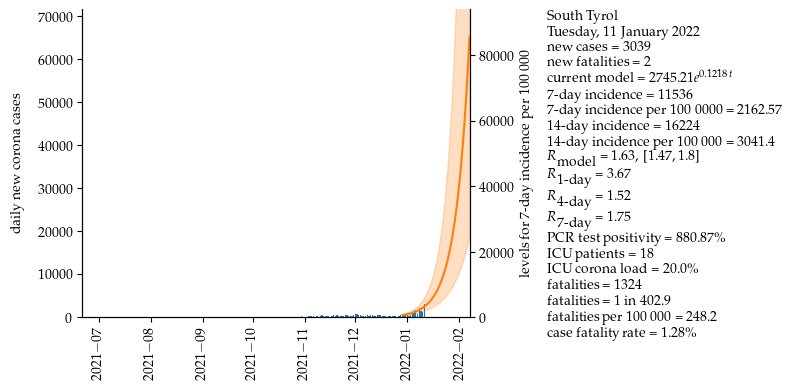 70000
60000
50000
40000
30000
20000
10000
0
daily new corona cases
80000
60000
40000
20000
0
levels for 7-day incidence per 100 000
2021−07
2021−08
2021−09
2021−10
2021−11
2021−12
2022−01
2022−02
South Tyrol
Tuesday, 11 January 2022
new cases = 3039
new fatalities = 2
current model = 2745.21e^0.1218 t
7-day incidence = 11536
7-day incidence per 100 0000 = 2162.57
14-day incidence = 16224
14-day incidence per 100 000 = 3041.4
R_model = 1.63, [1.47, 1.8]
R_1-day = 3.67
R_4-day = 1.52
R_7-day = 1.75
PCR test positivity = 880.87%
ICU patients = 18
ICU corona load = 20.0%
fatalities = 1324
fatalities = 1 in 402.9
fatalities per 100 000 = 248.2
case fatality rate = 1.28%